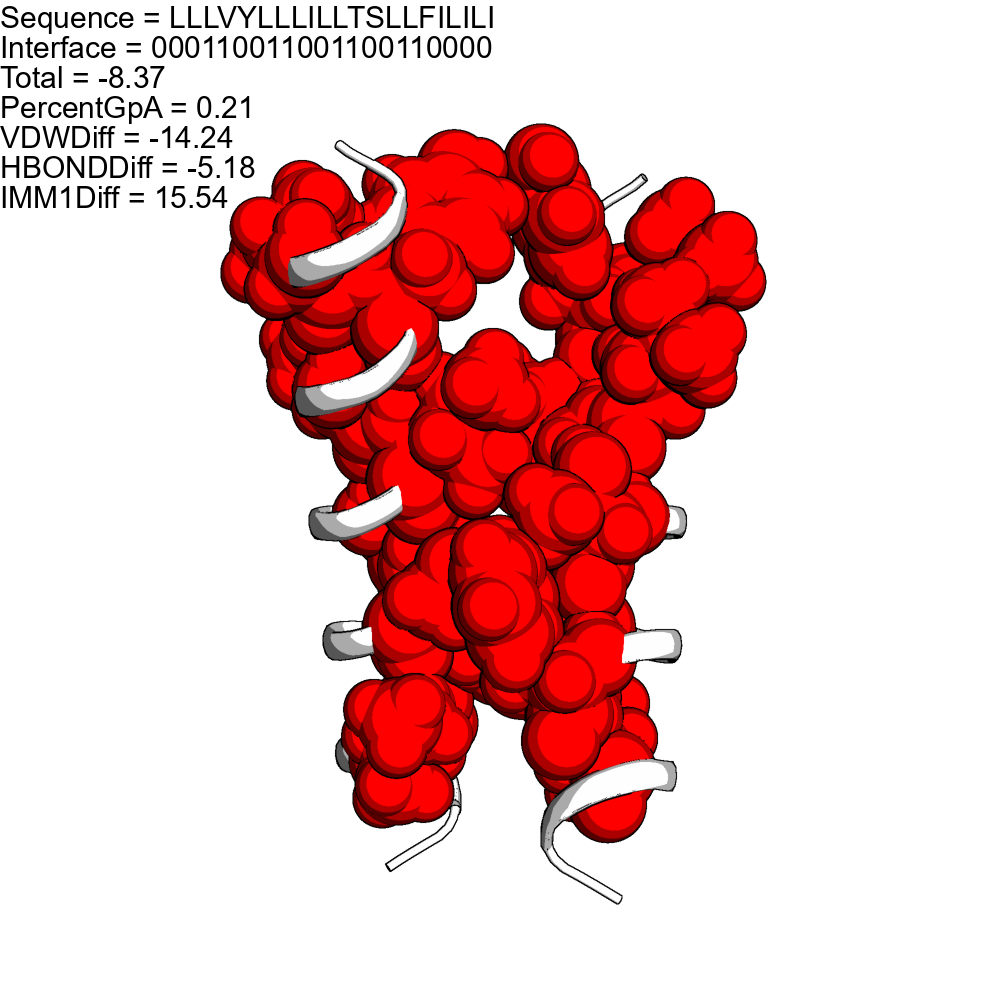 Sequence = LLLVYLLLILLTSLLFILILI
Interface = 000110011001100110000
Total = -8.37
PercentGpA = 0.21
VDWDiff = -14.24
HBONDDiff = -5.18
IMM1Diff = 15.54